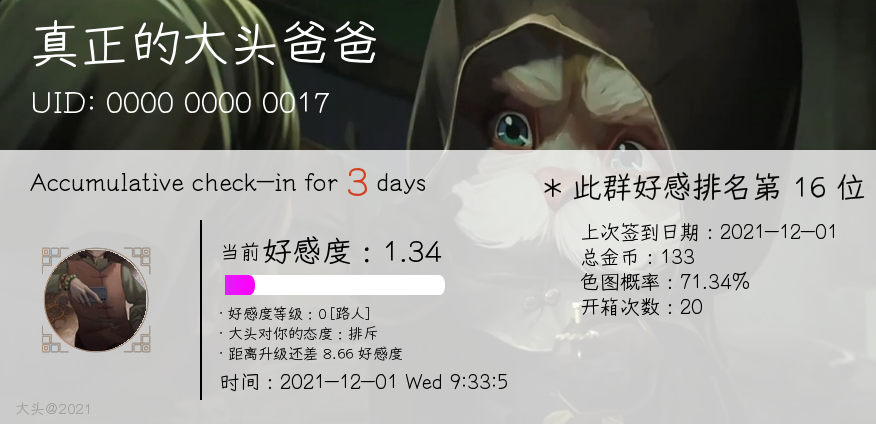 真正的大头爸爸
UID: 0000 0000 0017
Accumulative check-in for 3 days
* 此群好感排名第 16 位
上次签到日期：2021-12-01
总金币：133
色图概率：71.34%
开箱次数：20
当前好感度：1.34
· 好感度等级：0[路人]
· 大头对你的态度：排斥
· 距离升级还差 8.66 好感度
时间：2021-12-01 Wed 9:33:5
大头@2021